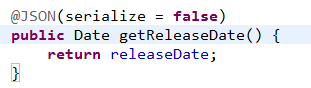 @JSON(serialize = false)
public Date getReleaseDate() {
    return releaseDate;
}